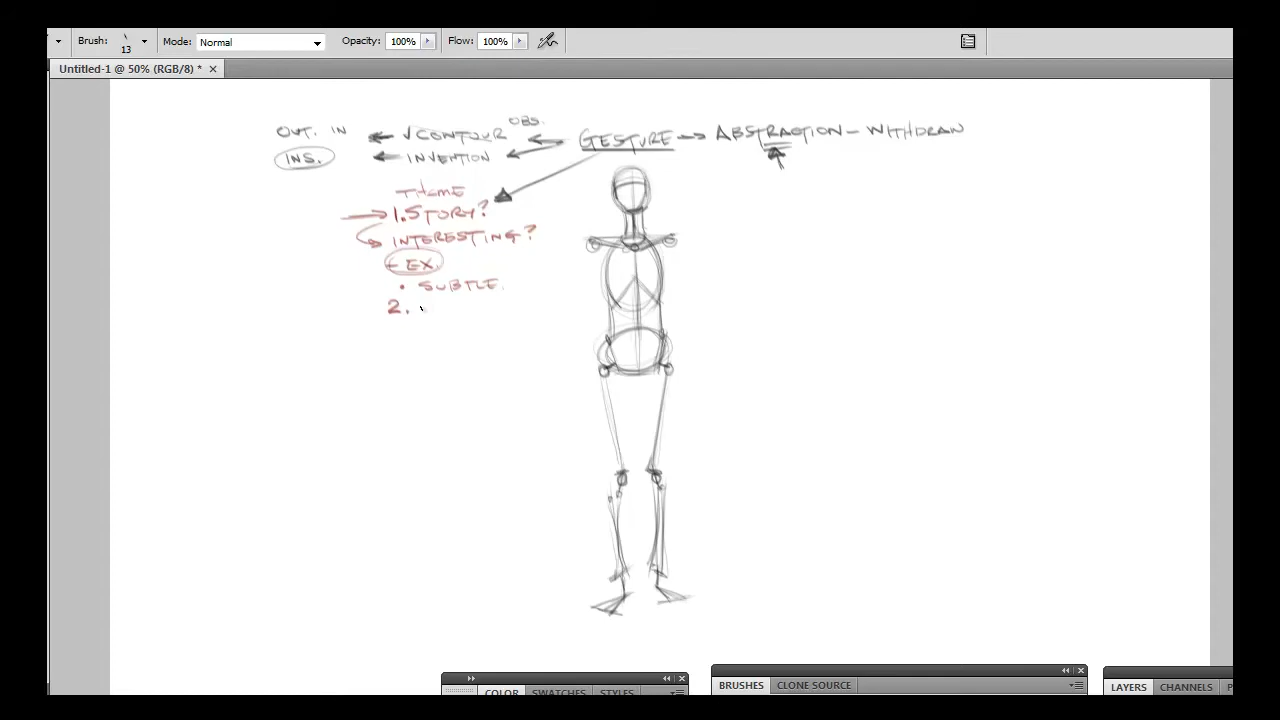 Brush: 13 Mode: Normal Opacity: 100% Flow: 100%
Untitled-1 @ 50% (RGB/8) * ×
OUT. IN ← √CONTOUR OBS. ← GESTURE → ABSTRACTION - WITHDRAW
INS. ← INVENTION
THEME
1. STORY?
INTERESTING?
- EX.
• SUBTLE.
2.
COLOR SWATCHES STYLES
BRUSHES CLONE SOURCE
LAYERS CHANNELS P